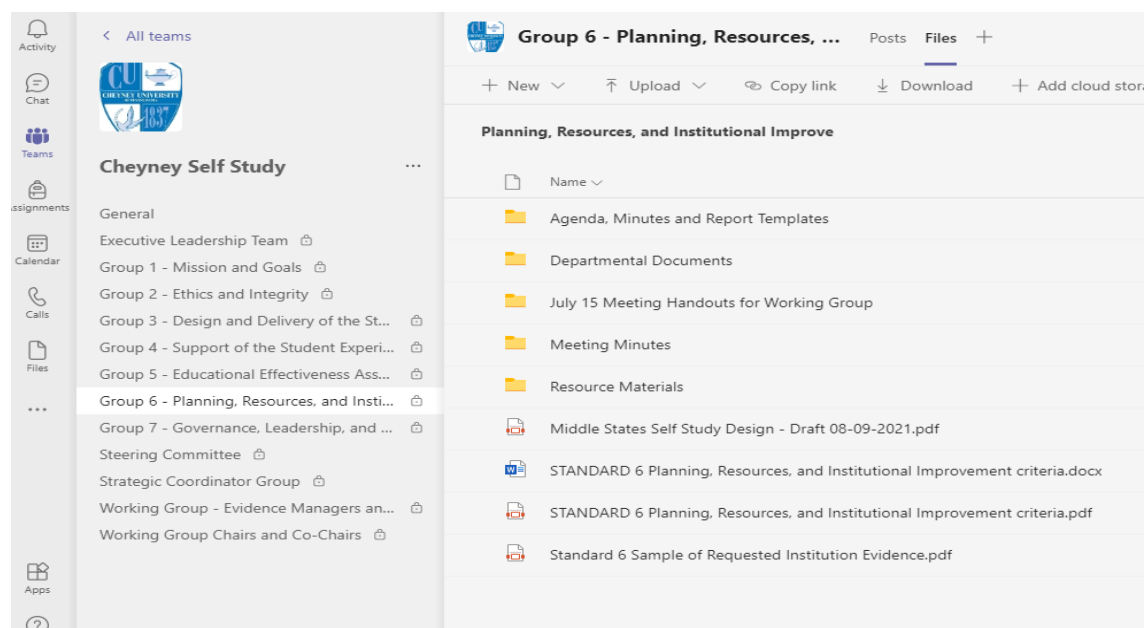 Activity
Chat
Teams
ssignments
Calendar
Calls
Files
Apps
All teams
CU
CHEYNEY UNIVERSITY
OF PENNSYLVANIA
1837
Cheyney Self Study
General
Executive Leadership Team
Group 1 - Mission and Goals
Group 2 - Ethics and Integrity
Group 3 - Design and Delivery of the St...
Group 4 - Support of the Student Experi...
Group 5 - Educational Effectiveness Ass...
Group 6 - Planning, Resources, and Insti...
Group 7 - Governance, Leadership, and ...
Steering Committee
Strategic Coordinator Group
Working Group - Evidence Managers an...
Working Group Chairs and Co-Chairs
CU
Group 6 - Planning, Resources, ... Posts Files
New Upload Copy link Download Add cloud stora
Planning, Resources, and Institutional Improve
Name
Agenda, Minutes and Report Templates
Departmental Documents
July 15 Meeting Handouts for Working Group
Meeting Minutes
Resource Materials
Middle States Self Study Design - Draft 08-09-2021.pdf
STANDARD 6 Planning, Resources, and Institutional Improvement criteria.docx
STANDARD 6 Planning, Resources, and Institutional Improvement criteria.pdf
Standard 6 Sample of Requested Institution Evidence.pdf